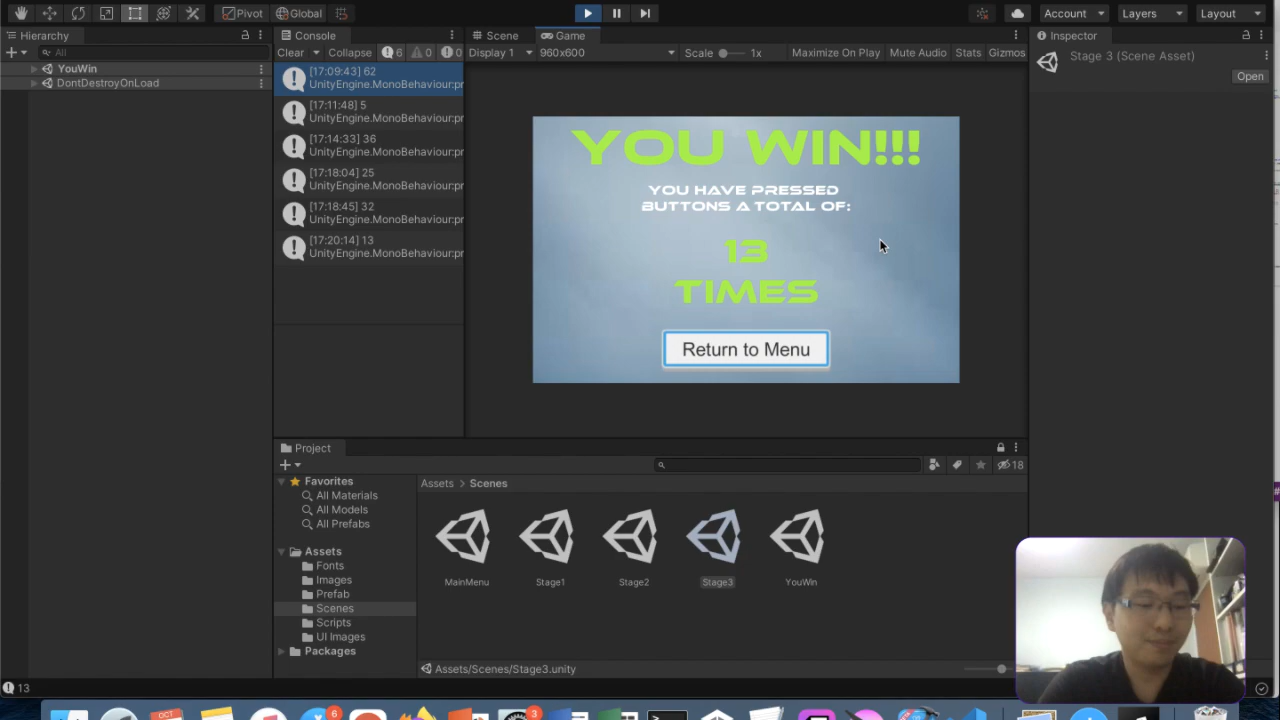 Pivot
Global
Account
Layers
Layout
Hierarchy
Console
Scene
Game
Inspector
All
Clear
Collapse
6
0
0
Display 1
960x600
Scale
1x
Maximize On Play
Mute Audio
Stats
Gizmos
YouWin
DontDestroyOnLoad
[17:09:43] 62
UnityEngine.MonoBehaviour:pr
[17:11:48] 5
UnityEngine.MonoBehaviour:pr
[17:14:33] 36
UnityEngine.MonoBehaviour:pr
[17:18:04] 25
UnityEngine.MonoBehaviour:pr
[17:18:45] 32
UnityEngine.MonoBehaviour:pr
[17:20:14] 13
UnityEngine.MonoBehaviour:pr
YOU WIN!!!
YOU HAVE PRESSED
BUTTONS A TOTAL OF:
13
TIMES
Return to Menu
Stage 3 (Scene Asset)
Open
Project
18
Favorites
All Materials
All Models
All Prefabs
Assets
Fonts
Images
Prefab
Scenes
Scripts
UI Images
Packages
Assets > Scenes
MainMenu
Stage1
Stage2
Stage3
YouWin
Assets/Scenes/Stage3.unity
13
OCT
6
3